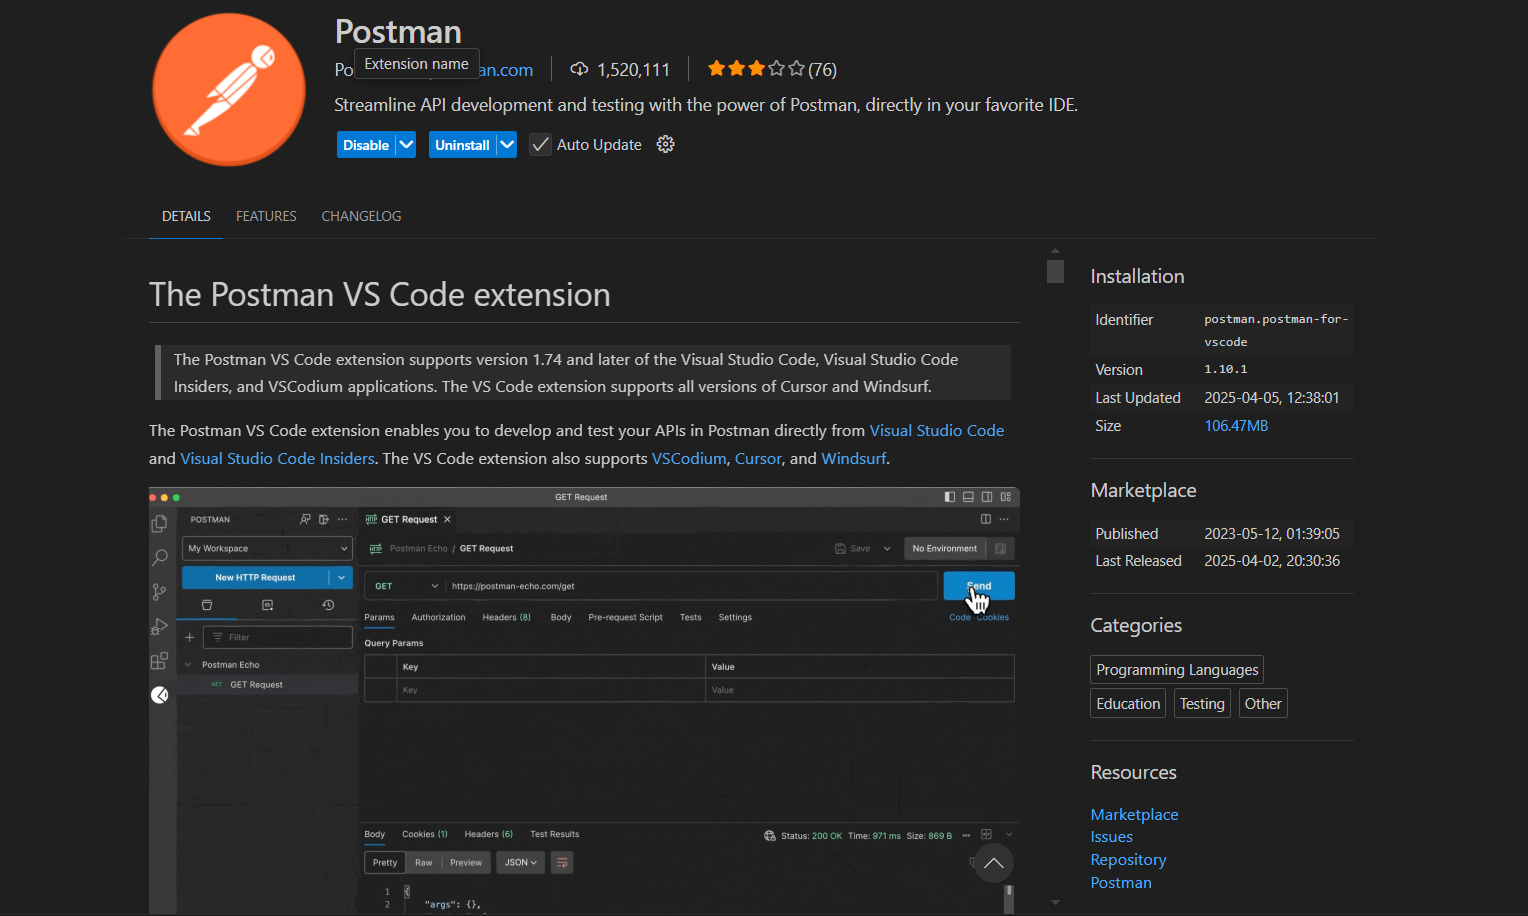 Postman
Extension name
Po
an.com
1,520,111
(76)
Streamline API development and testing with the power of Postman, directly in your favorite IDE.
Disable
Uninstall
Auto Update
DETAILS
FEATURES
CHANGELOG
The Postman VS Code extension
The Postman VS Code extension supports version 1.74 and later of the Visual Studio Code, Visual Studio Code
Insiders, and VSCodium applications. The VS Code extension supports all versions of Cursor and Windsurf.
The Postman VS Code extension enables you to develop and test your APIs in Postman directly from Visual Studio Code
and Visual Studio Code Insiders. The VS Code extension also supports VSCodium, Cursor, and Windsurf.
GET Request
POSTMAN
HTTP GET Request
My Workspace
HTTP Postman Echo / GET Request
Save
No Environment
New HTTP Request
GET
https://postman-echo.com/get
Send
Params Authorization Headers (8) Body Pre-request Script Tests Settings
Code Cookies
Filter
Query Params
Postman Echo
GET GET Request
Key Value
Key Value
Body Cookies (1) Headers (6) Test Results
Status: 200 OK Time: 971 ms Size: 869 B
Pretty Raw Preview JSON
1 {
2 "args": {},
Installation
Identifier postman.postman-for-
vscode
Version 1.10.1
Last Updated 2025-04-05, 12:38:01
Size 106.47MB
Marketplace
Published 2023-05-12, 01:39:05
Last Released 2025-04-02, 20:30:36
Categories
Programming Languages
Education Testing Other
Resources
Marketplace
Issues
Repository
Postman